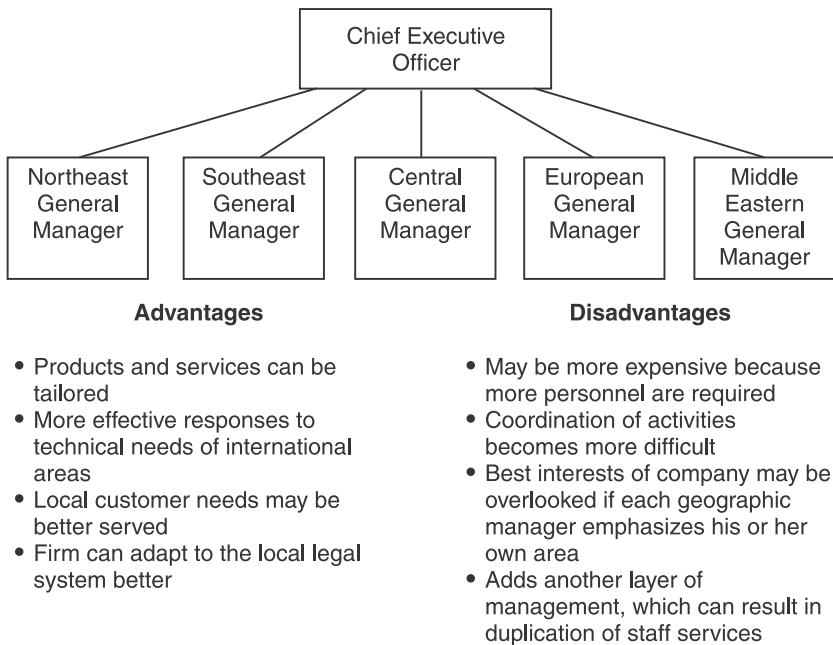 Chief Executive
Officer
Northeast
General
Manager
Southeast
General
Manager
Central
General
Manager
European
General
Manager
Middle
Eastern
General
Manager
Advantages
• Products and services can be
tailored
• More effective responses to
technical needs of international
areas
• Local customer needs may be
better served
• Firm can adapt to the local legal
system better
Disadvantages
• May be more expensive because
more personnel are required
• Coordination of activities
becomes more difficult
• Best interests of company may be
overlooked if each geographic
manager emphasizes his or her
own area
• Adds another layer of
management, which can result in
duplication of staff services